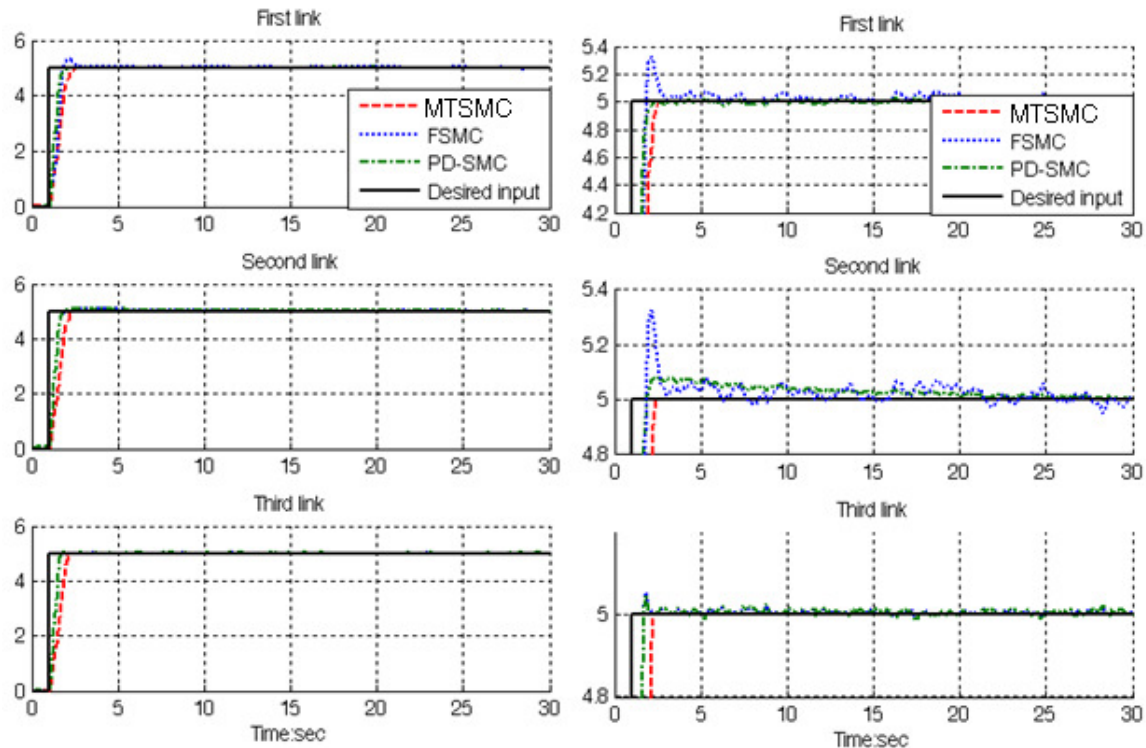 First link
6
4
2
0
0 5 10 15 20 25 30
MTSMC
FSMC
PD-SMC
Desired input
Second link
6
4
2
0
0 5 10 15 20 25 30
Third link
6
4
2
0
0 5 10 15 20 25 30
Time:sec
First link
5.4
5.2
5
4.8
4.6
4.4
4.2
0 5 10 15 20 25 30
MTSMC
FSMC
PD-SMC
Desired input
Second link
5.4
5.2
5
4.8
0 5 10 15 20 25 30
Third link
5
4.8
0 5 10 15 20 25 30
Time:sec